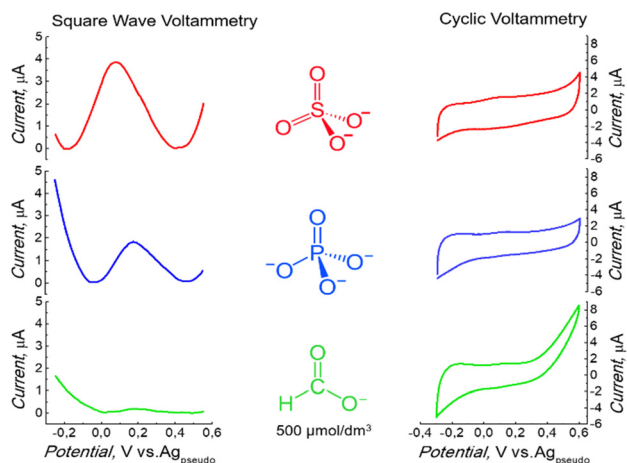 Square Wave Voltammetry
Cyclic Voltammetry
Current, µA
5
4
3
2
1
0
O
S
O
O⁻
O⁻
8
6
4
2
0
-2
-4
-6
Current, µA
Current, µA
5
4
3
2
1
0
O
P
⁻O
O⁻
O⁻
8
6
4
2
0
-2
-4
-6
Current, µA
Current, µA
5
4
3
2
1
0
O
H
C
O⁻
500 µmol/dm³
8
6
4
2
0
-2
-4
-6
Current, µA
-0,2 0,0 0,2 0,4 0,6
Potential, V vs.Ag pseudo
-0,4 -0,2 0,0 0,2 0,4 0,6
Potential, V vs.Ag pseudo